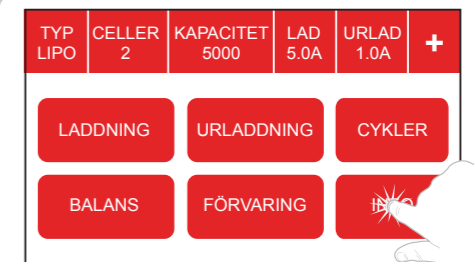 TYP CELLER KAPACITET LAD URLAD +
LIPO 2 5000 5.0A 1.0A
LADDNING URLADDNING CYKLER
BALANS FÖRVARING